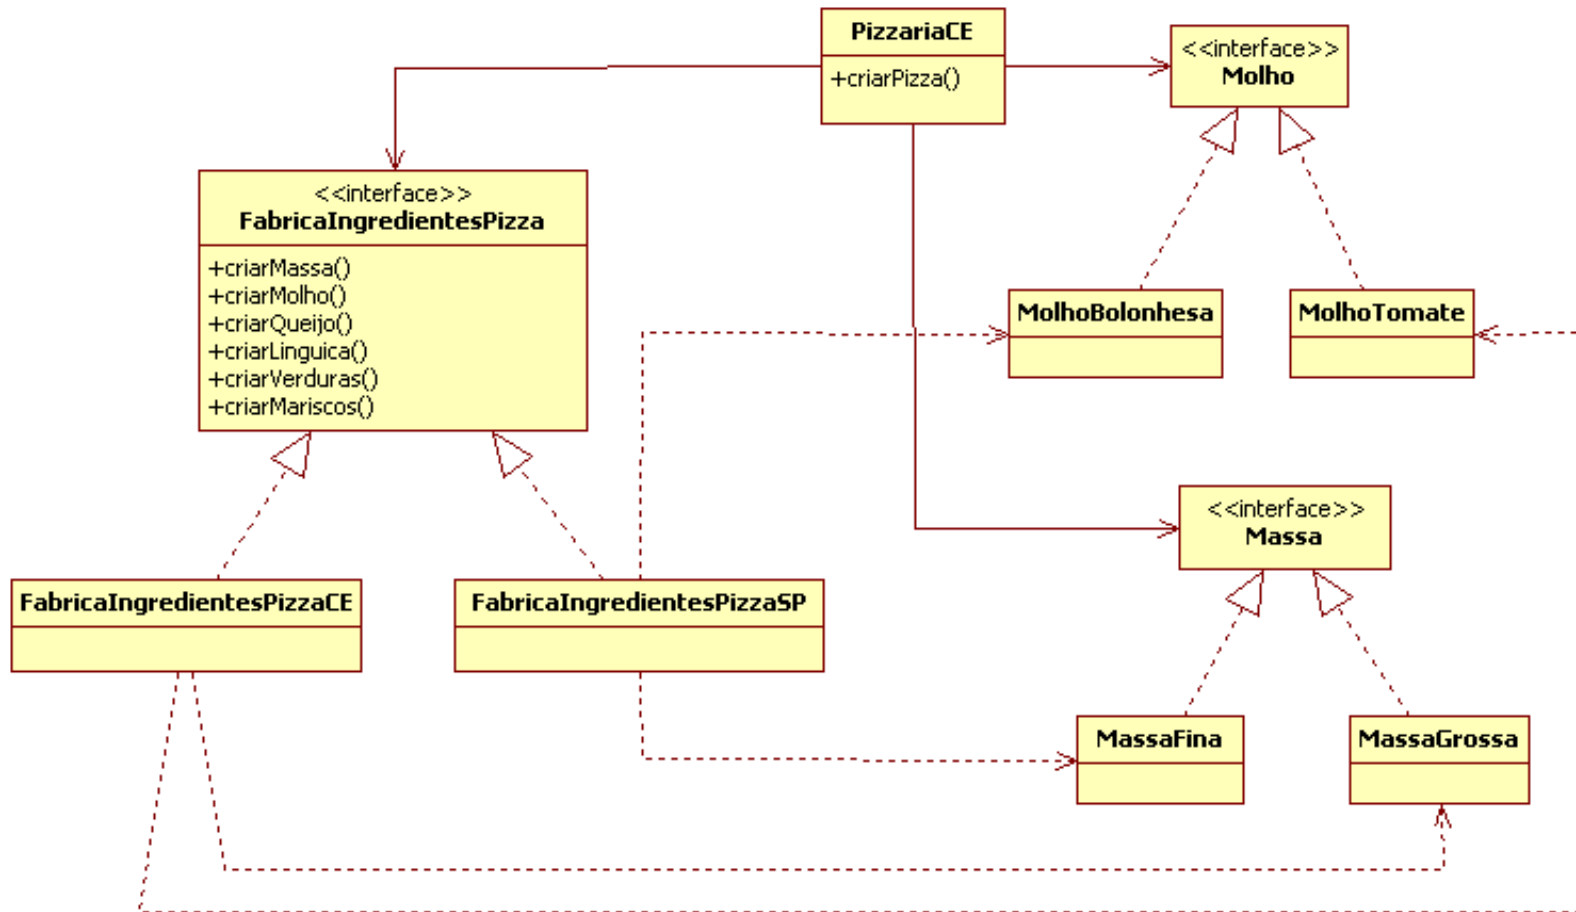 PizzariaCE
+criarPizza()
<<interface>>
Molho
<<interface>>
FabricaIngredientesPizza
+criarMassa()
+criarMolho()
+criarQueijo()
+criarLinguica()
+criarVerduras()
+criarMariscos()
MolhoBolonhesa
MolhoTomate
<<interface>>
Massa
FabricaIngredientesPizzaCE
FabricaIngredientesPizzaSP
MassaFina
MassaGrossa